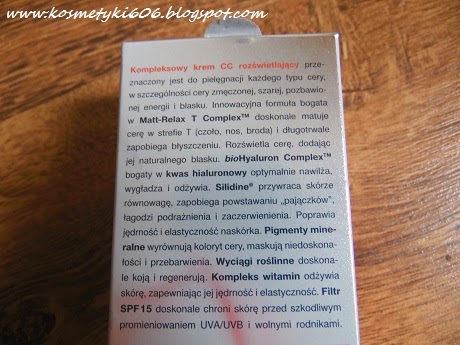 www.kosmetyki606.blogspot.com
Kompleksowy krem CC rozświetlający prze-
znaczony jest do pielęgnacji każdego typu cery,
w szczególności cery zmęczonej, szarej, pozbawio-
nej energii i blasku. Innowacyjna formuła bogata
w Matt-Relax T Complex™ doskonale matuje
cerę w strefie T (czoło, nos, broda) i długotrwale
zapobiega błyszczeniu. Rozświetla cerę, dodając
jej naturalnego blasku. bioHyaluron Complex™
bogaty w kwas hialuronowy optymalnie nawilża,
wygładza i odżywia. Silidine® przywraca skórze
równowagę, zapobiega powstawaniu „pajączków”,
łagodzi podrażnienia i zaczerwienienia. Poprawia
jędrność i elastyczność naskórka. Pigmenty mine-
ralne wyrównują koloryt cery, maskują niedoskona-
łości i przebarwienia. Wyciągi roślinne doskona-
le koją i regenerują. Kompleks witamin odżywia
skórę, zapewniając jej jędrność i elastyczność. Filtr
SPF15 doskonale chroni skórę przed szkodliwym
promieniowaniem UVA/UVB i wolnymi rodnikami.